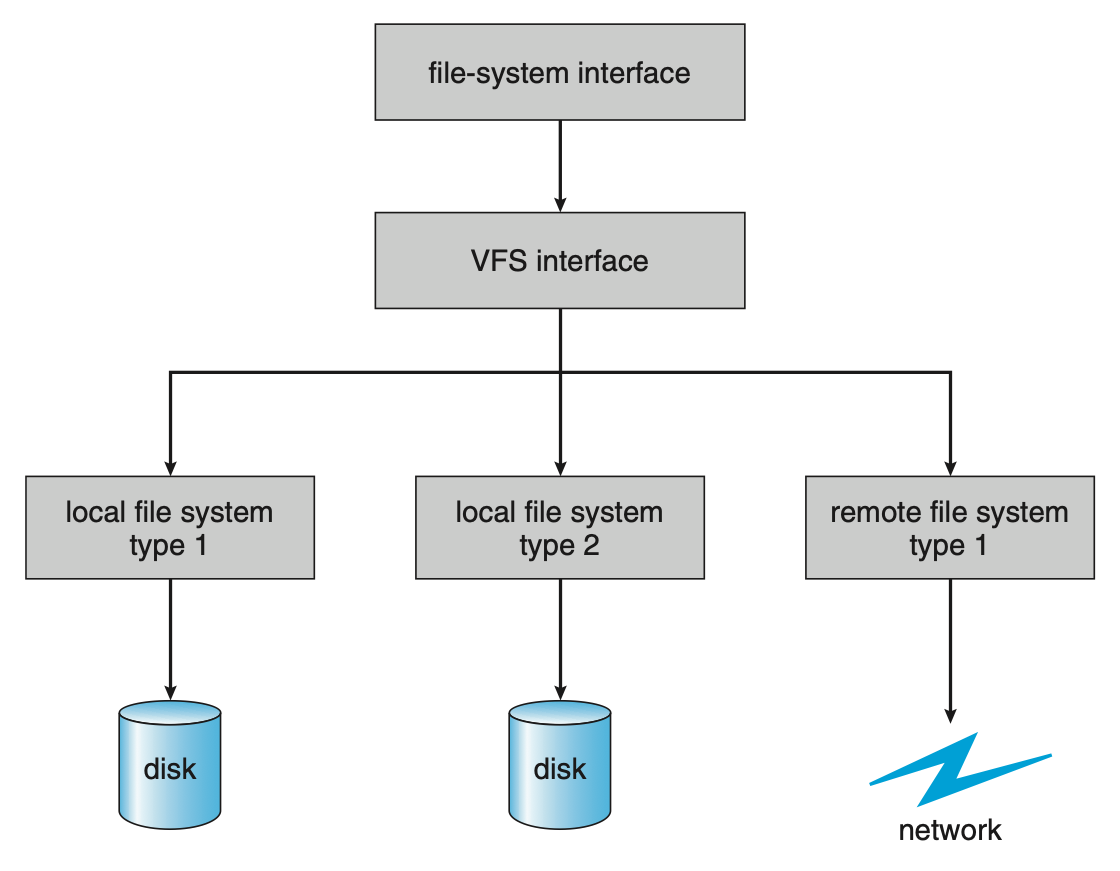 file-system interface
VFS interface
local file system
type 1
local file system
type 2
remote file system
type 1
disk
disk
network